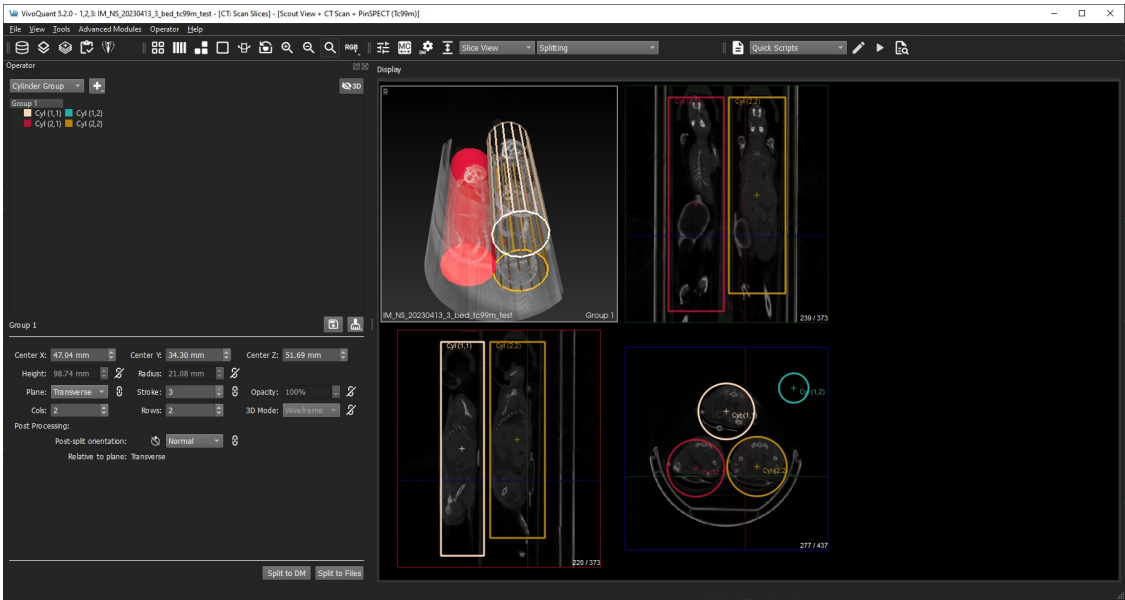 VivoQuant 5.2.0 - 1,2,3: IM_NS_20230413_3_bed_tc99m_test - [CT: Scan Slices] - [Scout View + CT Scan + PinSPECT (Tc99m)]
File View Tools Advanced Modules Operator Help
RGB MC Slice View Splitting Quick Scripts
Operator
Display
Cylinder Group 3D
Group 1
Cyl (1,1) Cyl (1,2)
Cyl (2,1) Cyl (2,2)
R
IM_NS_20230413_3_bed_tc99m_test Group 1
Cyl (2,2)
239 / 373
Cyl (1,1) Cyl (2,2)
220 / 373
Cyl (1,2)
Cyl (1,1)
Cyl (2,2)
277 / 437
Group 1
Center X: 47.04 mm Center Y: 34.30 mm Center Z: 51.69 mm
Height: 98.74 mm Radius: 21.08 mm
Plane: Transverse Stroke: 3 Opacity: 100%
Cols: 2 Rows: 2 3D Mode: Wireframe
Post Processing:
Post-split orientation: Normal
Relative to plane: Transverse
Split to DM Split to Files